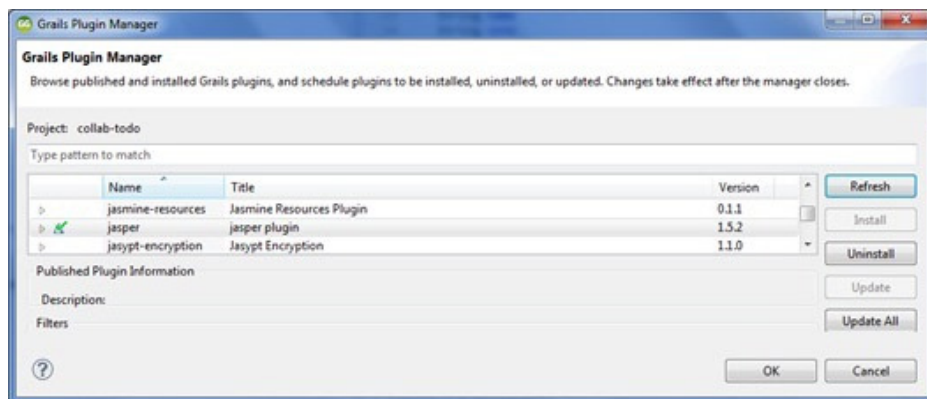 Grails Plugin Manager
Grails Plugin Manager
Browse published and installed Grails plugins, and schedule plugins to be installed, uninstalled, or updated. Changes take effect after the manager closes.
Project: collab-todo
Type pattern to match
Name Title Version
Refresh
jasmine-resources Jasmine Resources Plugin 0.1.1
Install
jasper jasper plugin 1.5.2
jasypt-encryption Jasypt Encryption 1.1.0
Uninstall
Published Plugin Information
Update
Description:
Filters
Update All
? OK Cancel